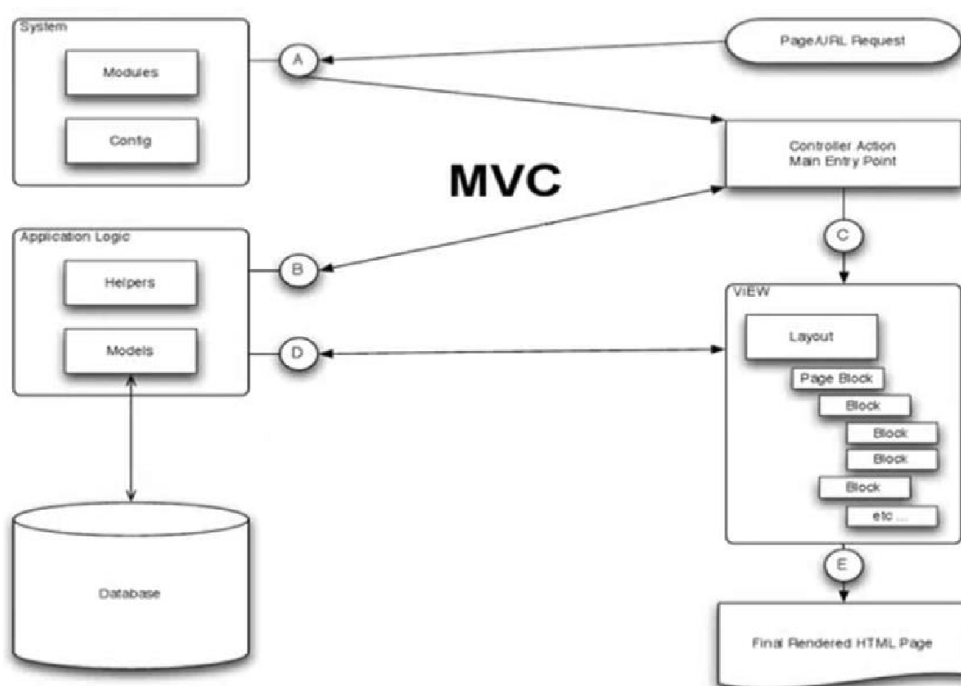 System
Modules
Config
A
Page/URL Request
Controller Action
Main Entry Point
MVC
Application Logic
Helpers
Models
B
D
C
VIEW
Layout
Page Block
Block
Block
Block
Block
etc ...
E
Database
Final Rendered HTML Page